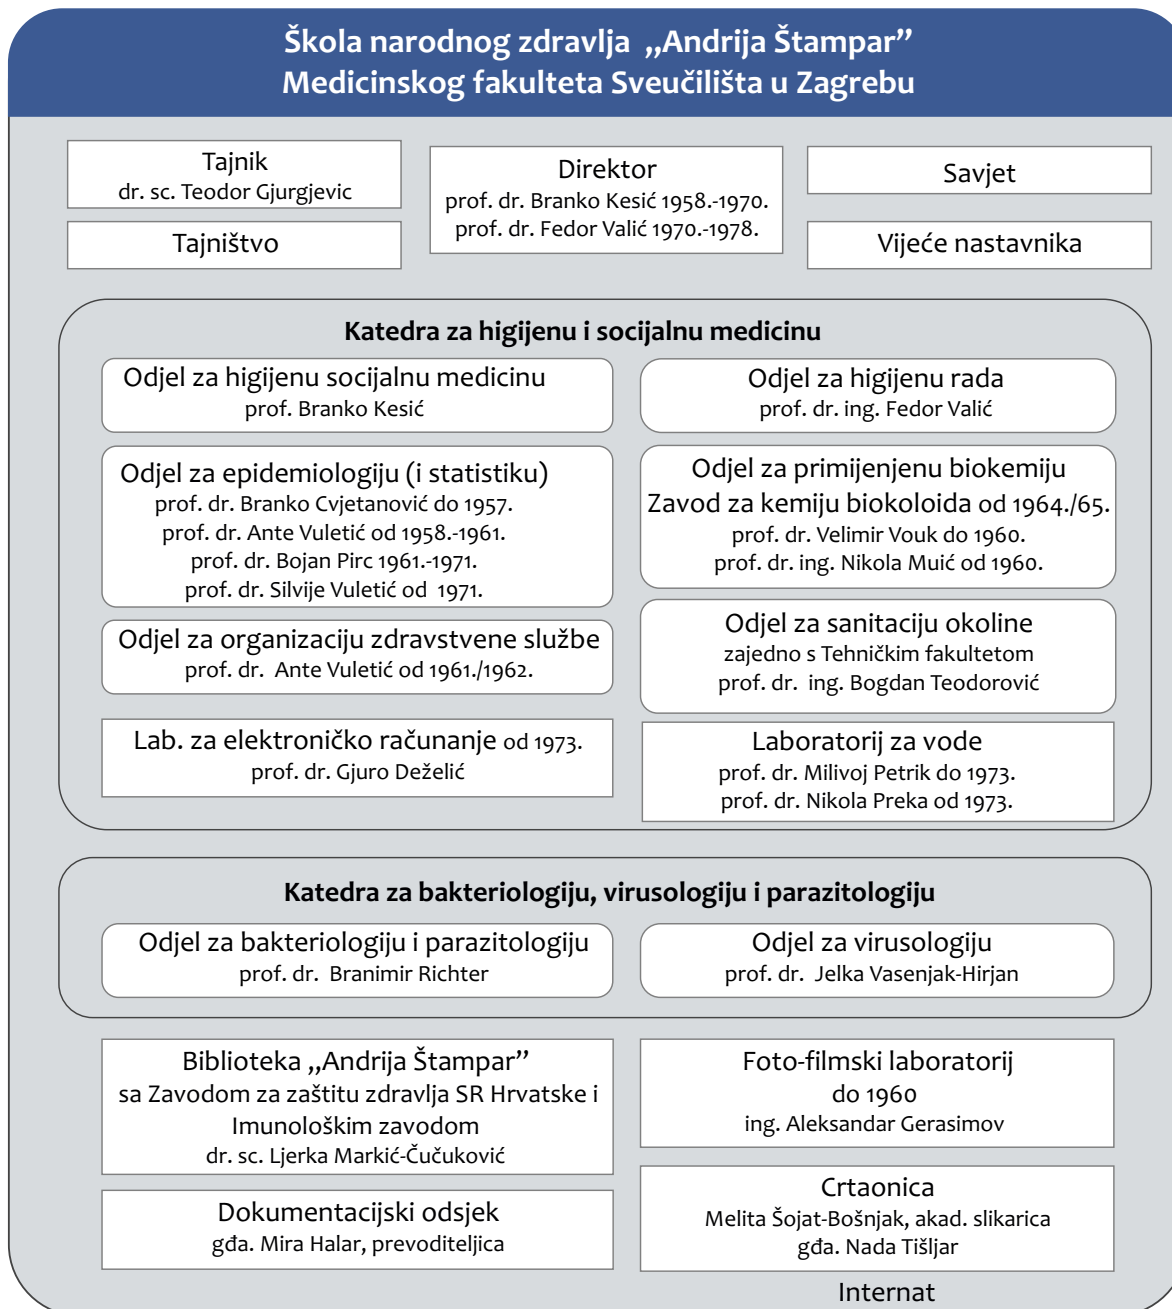 Škola narodnog zdravlja „Andrija Štampar”
Medicinskog fakulteta Sveučilišta u Zagrebu
Tajnik
dr. sc. Teodor Gjurgjevic
Tajništvo
Direktor
prof. dr. Branko Kesić 1958.-1970.
prof. dr. Fedor Valić 1970.-1978.
Savjet
Vijeće nastavnika
Katedra za higijenu i socijalnu medicinu
Odjel za higijenu socijalnu medicinu
prof. Branko Kesić
Odjel za higijenu rada
prof. dr. ing. Fedor Valić
Odjel za epidemiologiju (i statistiku)
prof. dr. Branko Cvjetanović do 1957.
prof. dr. Ante Vuletić od 1958.-1961.
prof. dr. Bojan Pirc 1961.-1971.
prof. dr. Silvije Vuletić od 1971.
Odjel za primijenjenu biokemiju
Zavod za kemiju biokoloida od 1964./65.
prof. dr. Velimir Vouk do 1960.
prof. dr. ing. Nikola Muić od 1960.
Odjel za organizaciju zdravstvene službe
prof. dr. Ante Vuletić od 1961./1962.
Odjel za sanitaciju okoline
zajedno s Tehničkim fakultetom
prof. dr. ing. Bogdan Teodorović
Lab. za elektroničko računanje od 1973.
prof. dr. Gjuro Deželić
Laboratorij za vode
prof. dr. Milivoj Petrik do 1973.
prof. dr. Nikola Preka od 1973.
Katedra za bakteriologiju, virusologiju i parazitologiju
Odjel za bakteriologiju i parazitologiju
prof. dr. Branimir Richter
Odjel za virusologiju
prof. dr. Jelka Vasenjak-Hirjan
Biblioteka „Andrija Štampar”
sa Zavodom za zaštitu zdravlja SR Hrvatske i
Imunološkim zavodom
dr. sc. Ljerka Markić-Čučuković
Foto-filmski laboratorij
do 1960
ing. Aleksandar Gerasimov
Dokumentacijski odsjek
gđa. Mira Halar, prevoditeljica
Crtaonica
Melita Šojat-Bošnjak, akad. slikarica
gđa. Nada Tišljar
Internat